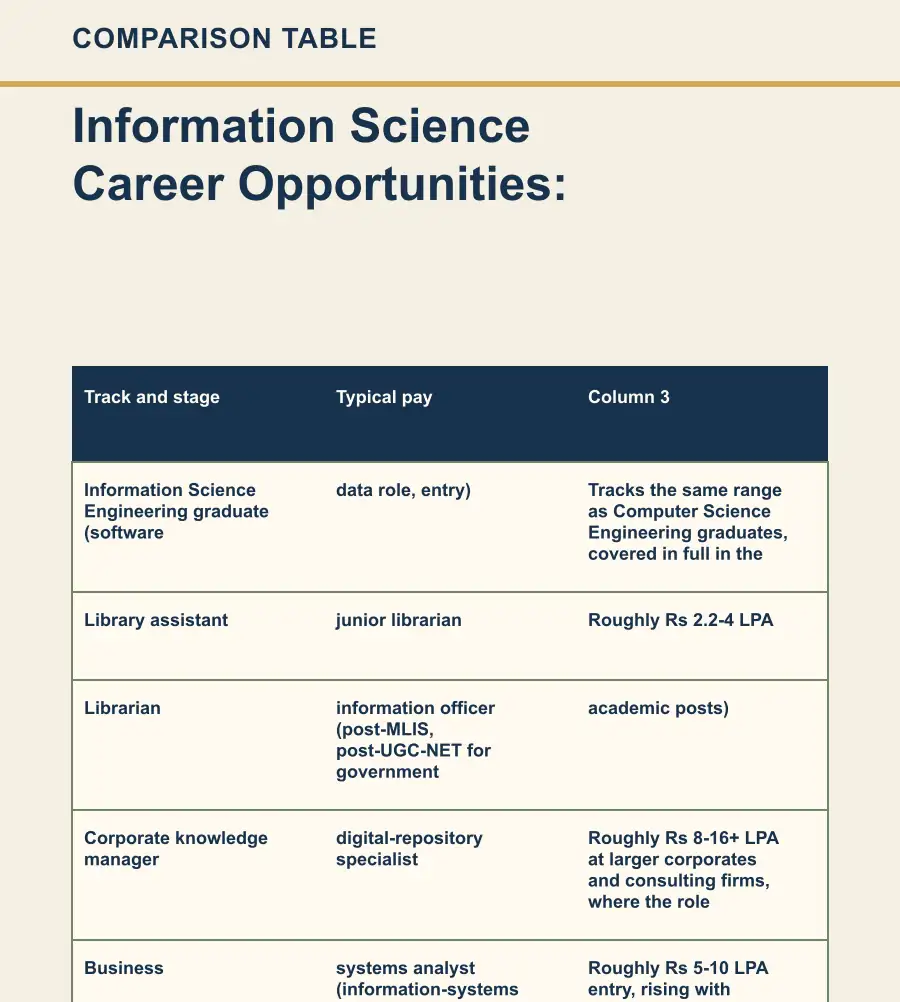 COMPARISON TABLE
Information Science
Career Opportunities:
Track and stage
Typical pay
Column 3
Information Science
Engineering graduate
(software
data role, entry)
Tracks the same range
as Computer Science
Engineering graduates,
covered in full in the
Library assistant
junior librarian
Roughly Rs 2.2-4 LPA
Librarian
information officer
(post-MLIS,
post-UGC-NET for
government
academic posts)
Corporate knowledge
manager
digital-repository
specialist
Roughly Rs 8-16+ LPA
at larger corporates
and consulting firms,
where the role
Business
systems analyst
(information-systems
Roughly Rs 5-10 LPA
entry, rising with